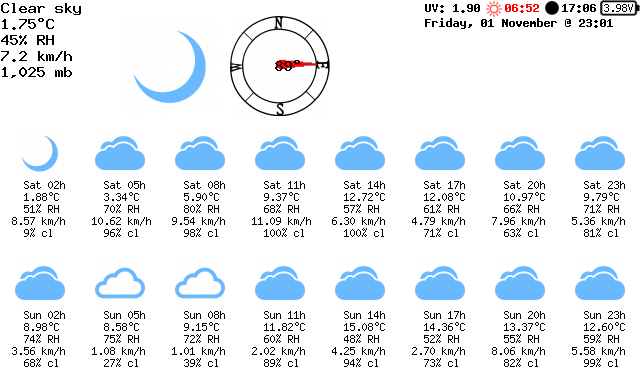 Clear sky
1.75°C
45% RH
7.2 km/h
1,025 mb
N
W
89°
E
S
UV: 1.90 06:52 17:06 3.98V
Friday, 01 November @ 23:01
Sat 02h Sat 05h Sat 08h Sat 11h Sat 14h Sat 17h Sat 20h Sat 23h
1.88°C 3.34°C 5.90°C 9.37°C 12.72°C 12.08°C 10.97°C 9.79°C
51% RH 70% RH 80% RH 68% RH 57% RH 61% RH 66% RH 71% RH
8.57 km/h 10.62 km/h 9.54 km/h 11.09 km/h 6.30 km/h 4.79 km/h 7.96 km/h 5.36 km/h
9% cl 96% cl 98% cl 100% cl 100% cl 71% cl 63% cl 81% cl
Sun 02h Sun 05h Sun 08h Sun 11h Sun 14h Sun 17h Sun 20h Sun 23h
8.98°C 8.58°C 9.15°C 11.82°C 15.08°C 14.36°C 13.37°C 12.60°C
74% RH 75% RH 72% RH 60% RH 48% RH 52% RH 55% RH 59% RH
3.56 km/h 1.08 km/h 1.01 km/h 2.02 km/h 4.25 km/h 2.70 km/h 8.06 km/h 5.58 km/h
68% cl 27% cl 39% cl 89% cl 94% cl 73% cl 82% cl 99% cl